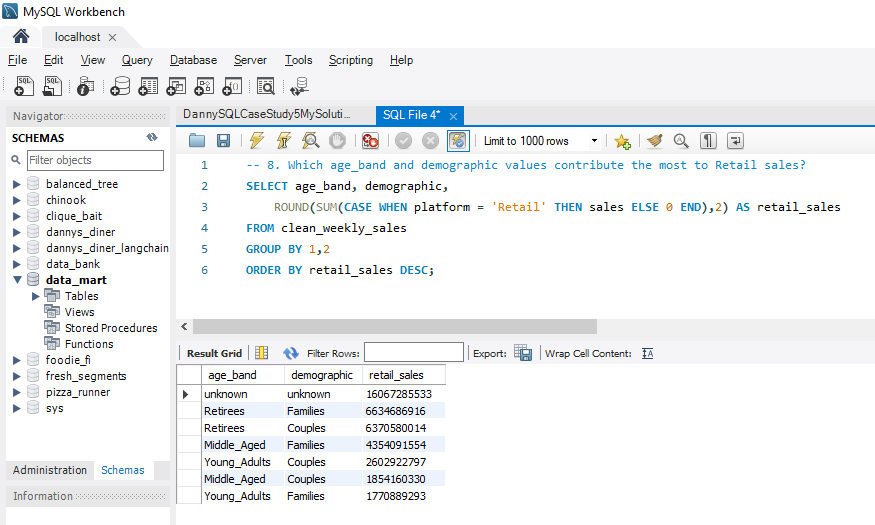 MySQL Workbench
localhost
File Edit View Query Database Server Tools Scripting Help
Navigator
SCHEMAS
Filter objects
balanced_tree
chinook
clique_bait
dannys_diner
dannys_diner_langchain
data_bank
data_mart
Tables
Views
Stored Procedures
Functions
foodie_fi
fresh_segments
pizza_runner
sys
Administration Schemas
Information
DannySQLCaseStudy5MySoluti... SQL File 4*
Limit to 1000 rows
1 -- 8. Which age_band and demographic values contribute the most to Retail sales?
2 SELECT age_band, demographic,
3 ROUND(SUM(CASE WHEN platform = 'Retail' THEN sales ELSE 0 END),2) AS retail_sales
4 FROM clean_weekly_sales
5 GROUP BY 1,2
6 ORDER BY retail_sales DESC;
Result Grid Filter Rows: Export: Wrap Cell Content: IA
age_band demographic retail_sales
unknown unknown 16067285533
Retirees Families 6634686916
Retirees Couples 6370580014
Middle_Aged Families 4354091554
Young_Adults Couples 2602922797
Middle_Aged Couples 1854160330
Young_Adults Families 1770889293